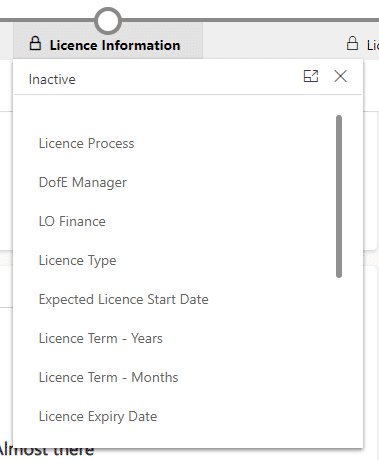 Licence Information
Lic
Inactive
Licence Process
DofE Manager
LO Finance
Licence Type
Expected Licence Start Date
Licence Term - Years
Licence Term - Months
Licence Expiry Date
Almost there